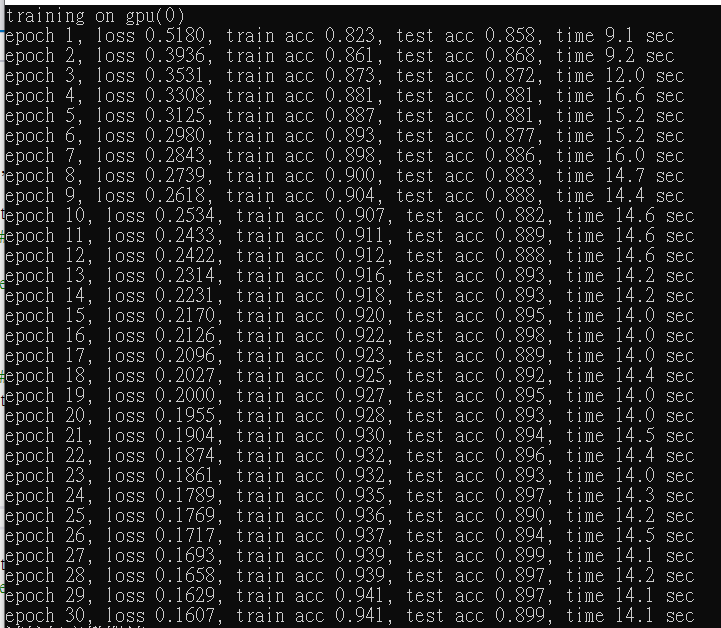 training on gpu(0)
epoch 1, loss 0.5180, train acc 0.823, test acc 0.858, time 9.1 sec
epoch 2, loss 0.3936, train acc 0.861, test acc 0.868, time 9.2 sec
epoch 3, loss 0.3531, train acc 0.873, test acc 0.872, time 12.0 sec
epoch 4, loss 0.3308, train acc 0.881, test acc 0.881, time 16.6 sec
epoch 5, loss 0.3125, train acc 0.887, test acc 0.881, time 15.2 sec
epoch 6, loss 0.2980, train acc 0.893, test acc 0.877, time 15.2 sec
epoch 7, loss 0.2843, train acc 0.898, test acc 0.886, time 16.0 sec
epoch 8, loss 0.2739, train acc 0.900, test acc 0.883, time 14.7 sec
epoch 9, loss 0.2618, train acc 0.904, test acc 0.888, time 14.4 sec
epoch 10, loss 0.2534, train acc 0.907, test acc 0.882, time 14.6 sec
epoch 11, loss 0.2433, train acc 0.911, test acc 0.889, time 14.6 sec
epoch 12, loss 0.2422, train acc 0.912, test acc 0.888, time 14.6 sec
epoch 13, loss 0.2314, train acc 0.916, test acc 0.893, time 14.2 sec
epoch 14, loss 0.2231, train acc 0.918, test acc 0.893, time 14.2 sec
epoch 15, loss 0.2170, train acc 0.920, test acc 0.895, time 14.0 sec
epoch 16, loss 0.2126, train acc 0.922, test acc 0.898, time 14.0 sec
epoch 17, loss 0.2096, train acc 0.923, test acc 0.889, time 14.0 sec
epoch 18, loss 0.2027, train acc 0.925, test acc 0.892, time 14.4 sec
epoch 19, loss 0.2000, train acc 0.927, test acc 0.895, time 14.0 sec
epoch 20, loss 0.1955, train acc 0.928, test acc 0.893, time 14.0 sec
epoch 21, loss 0.1904, train acc 0.930, test acc 0.894, time 14.5 sec
epoch 22, loss 0.1874, train acc 0.932, test acc 0.896, time 14.4 sec
epoch 23, loss 0.1861, train acc 0.932, test acc 0.893, time 14.0 sec
epoch 24, loss 0.1789, train acc 0.935, test acc 0.897, time 14.3 sec
epoch 25, loss 0.1769, train acc 0.936, test acc 0.890, time 14.2 sec
epoch 26, loss 0.1717, train acc 0.937, test acc 0.894, time 14.5 sec
epoch 27, loss 0.1693, train acc 0.939, test acc 0.899, time 14.1 sec
epoch 28, loss 0.1658, train acc 0.939, test acc 0.897, time 14.2 sec
epoch 29, loss 0.1629, train acc 0.941, test acc 0.897, time 14.1 sec
epoch 30, loss 0.1607, train acc 0.941, test acc 0.899, time 14.1 sec